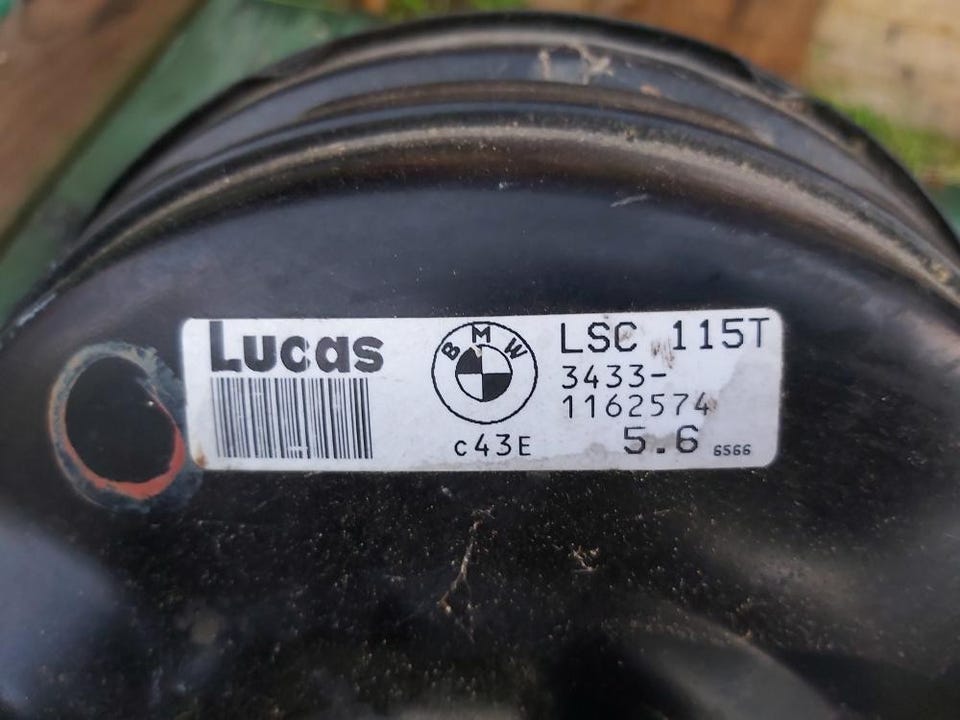 Lucas
BMW
c43E
LSC 115T
3433-
1162574
5.6 6566